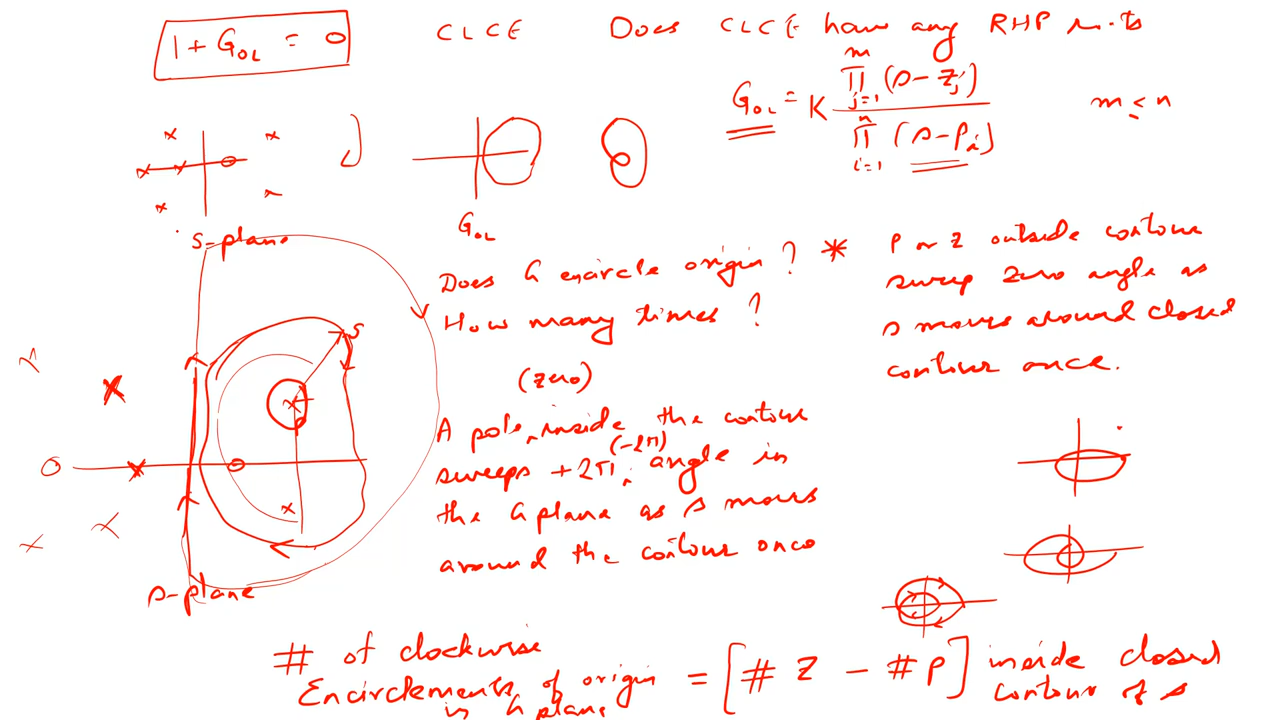 1 + G_OL = 0
CLCE
Does CLCE have any RHP roots
G_OL = K ∏_{j=1}^{m} (s - z_j) / ∏_{i=1}^{n} (s - p_i)
m ≤ n
G_OL
s-plane
Does G encircle origin ?
How many times ?
* P or Z outside contour
sweep zero angle as
s moves around closed
contour once.
s
(zero)
A pole, inside the contour
(-2π)
sweeps +2π, angle in
the G plane as s moves
around the contour once
s-plane
# of clockwise
Encirclements of origin = [# Z - # P] inside closed
in G plane
contour of s